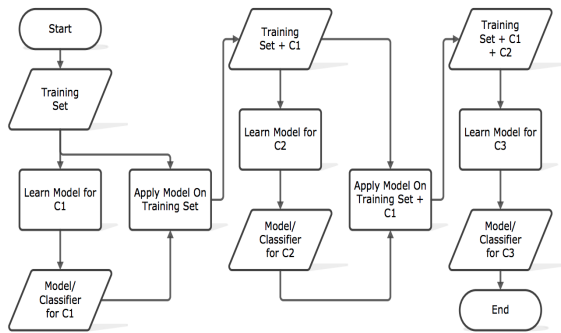 Start
Training
Set
Learn Model for
C1
Model/
Classifier
for C1
Apply Model On
Training Set
Training
Set + C1
Learn Model for
C2
Model/
Classifier
for C2
Apply Model On
Training Set +
C1
Training
Set + C1
+ C2
Learn Model for
C3
Model/
Classifier
for C3
End